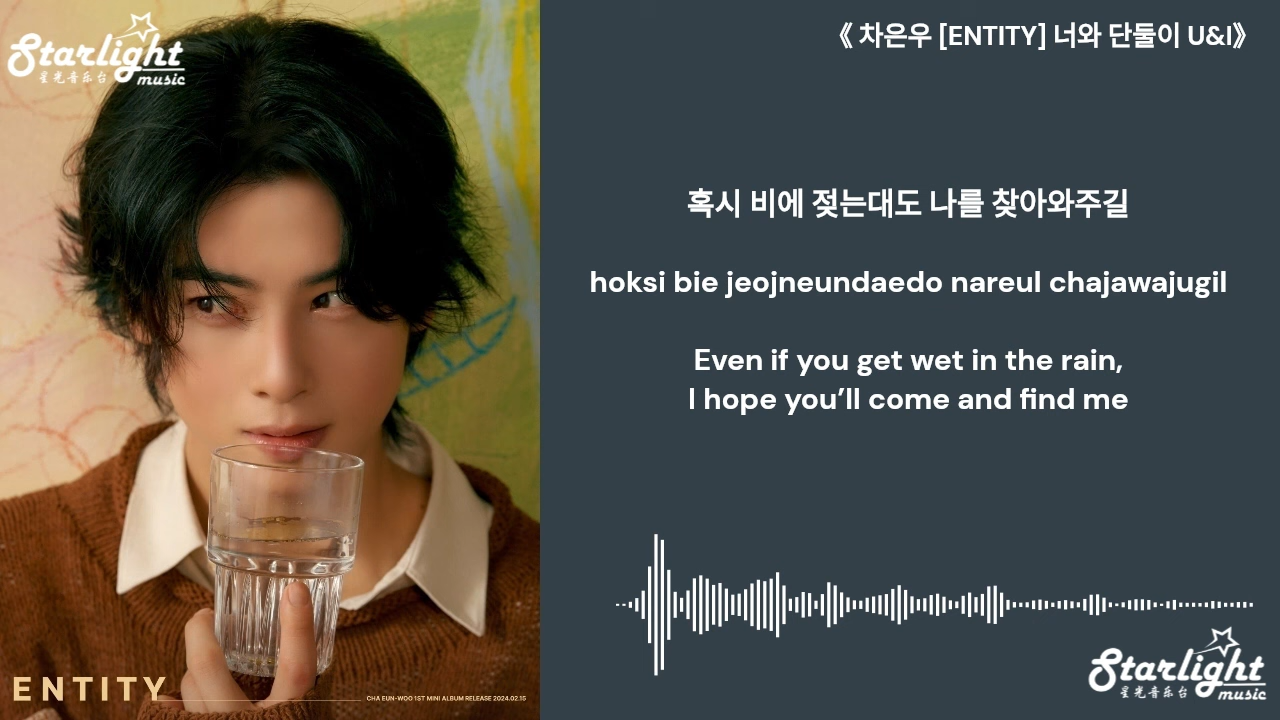 Starlight
星光音乐台 music
《 차은우 [ENTITY] 너와 단둘이 U&I》
혹시 비에 젖는대도 나를 찾아와주길
hoksi bie jeojneundaedo nareul chajawajugil
Even if you get wet in the rain,
I hope you’ll come and find me
ENTITY
CHA EUN-WOO 1ST MINI ALBUM RELEASE 2024.02.15
Starlight
星光音乐台 music